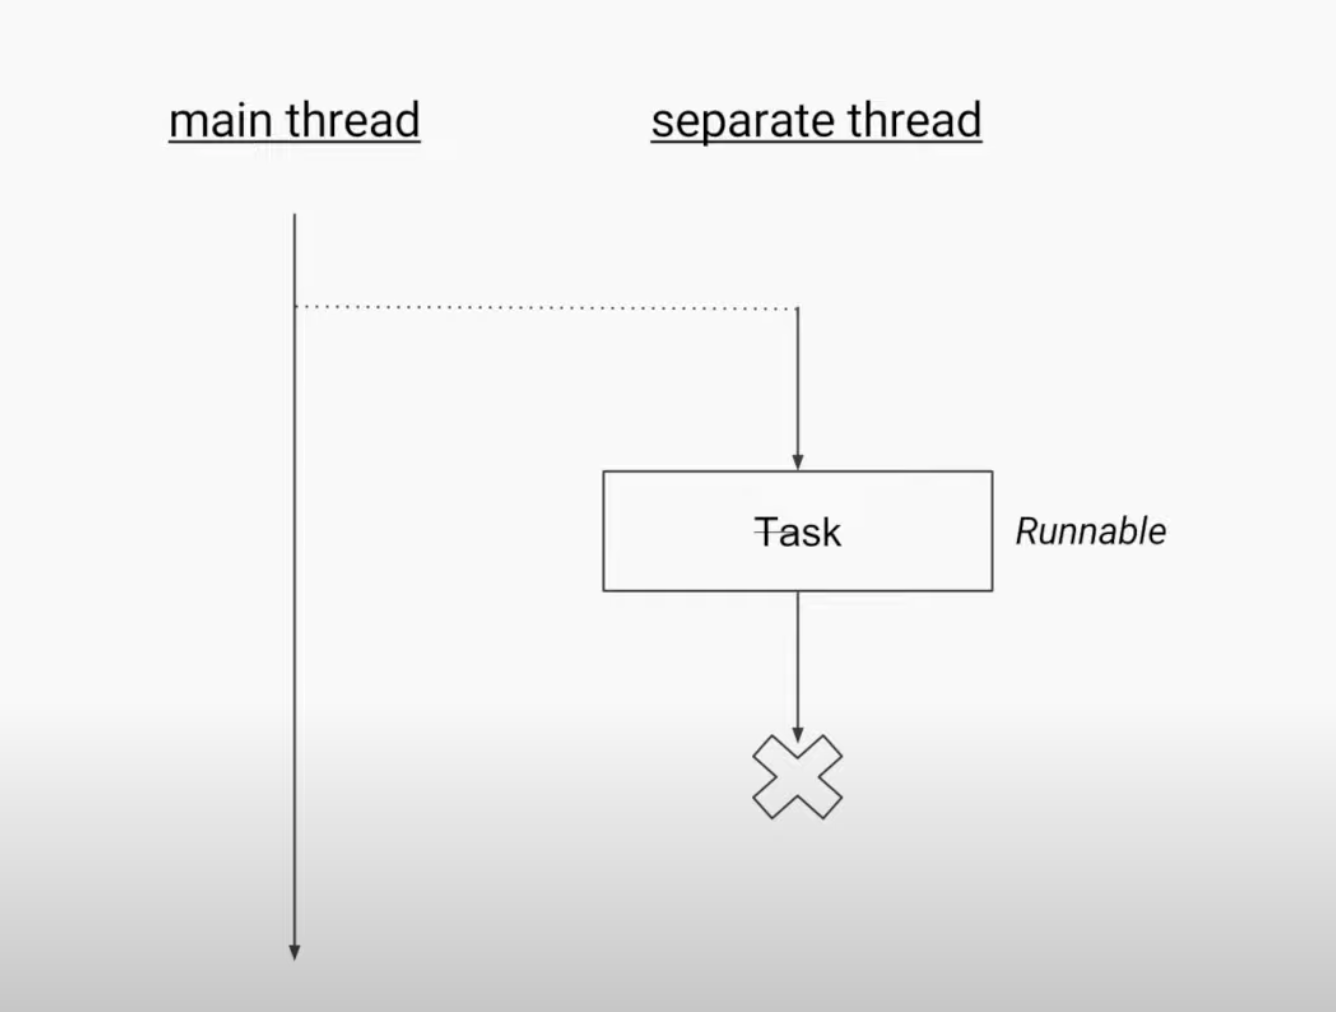 main thread
separate thread
Task
Runnable